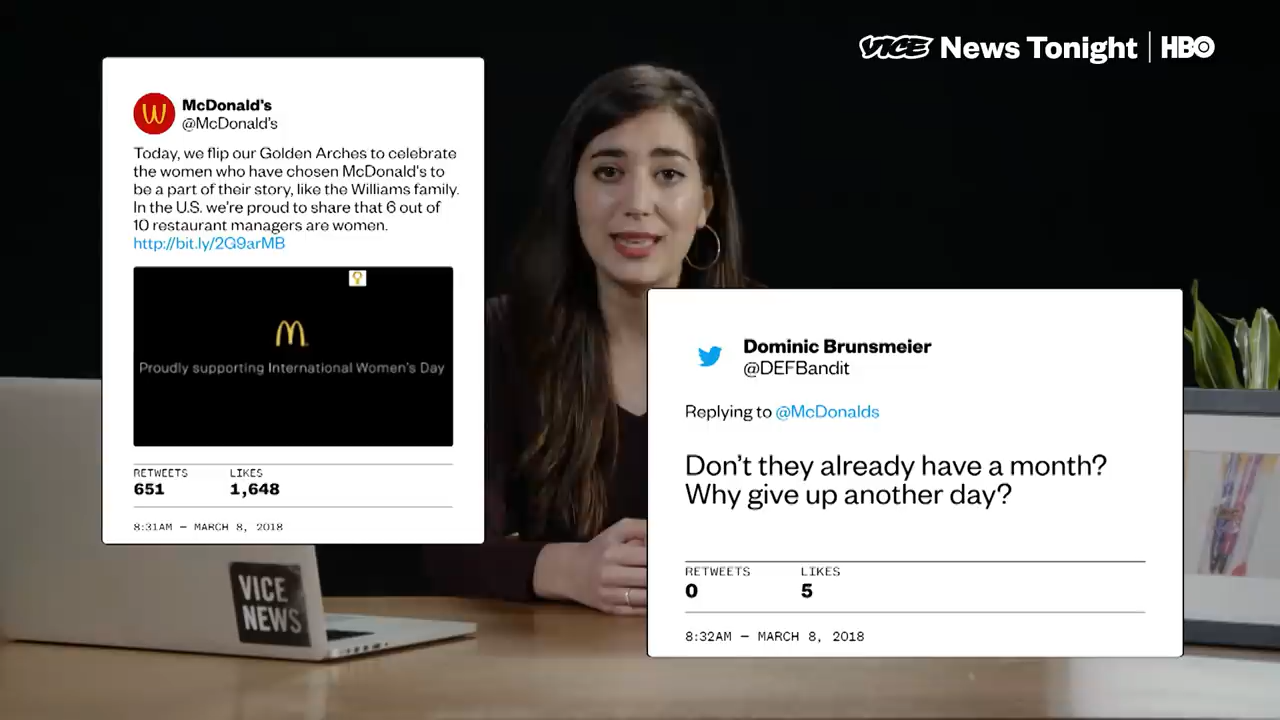 VICE News Tonight | HBO
McDonald's
@McDonald's
Today, we flip our Golden Arches to celebrate
the women who have chosen McDonald's to
be a part of their story, like the Williams family.
In the U.S. we're proud to share that 6 out of
10 restaurant managers are women.
http://bit.ly/2G9arMB
Proudly supporting International Women's Day
RETWEETS LIKES
651 1,648
8:31AM — MARCH 8, 2018
Dominic Brunsmeier
@DEFBandit
Replying to @McDonalds
Don't they already have a month?
Why give up another day?
RETWEETS LIKES
0 5
8:32AM — MARCH 8, 2018
VICE
NEWS